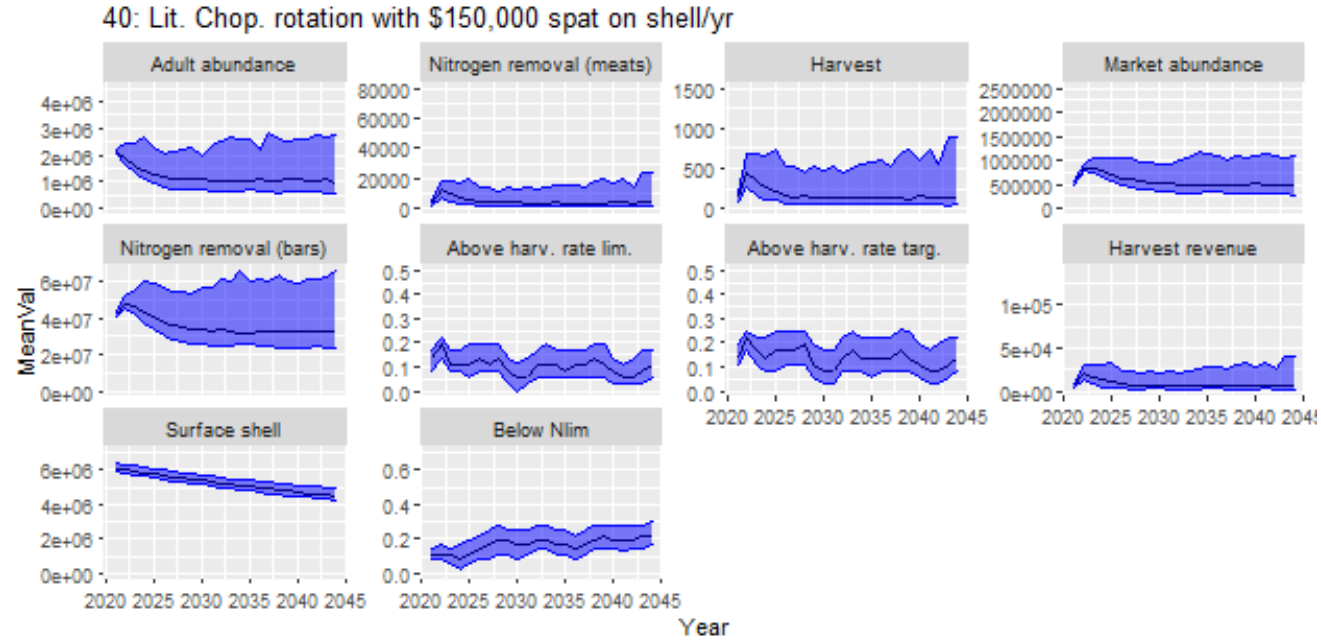 40: Lit. Chop. rotation with $150,000 spat on shell/yr
Adult abundance
Nitrogen removal (meats)
Harvest
Market abundance
4e+06
3e+06
2e+06
1e+06
0e+00
80000
60000
40000
20000
0
1500
1000
500
0
2500000
2000000
1500000
1000000
500000
0
Nitrogen removal (bars)
Above harv. rate lim.
Above harv. rate targ.
Harvest revenue
6e+07
4e+07
2e+07
0e+00
0.5
0.4
0.3
0.2
0.1
0.0
0.5
0.4
0.3
0.2
0.1
0.0
1e+05
5e+04
0e+00
2020 2025 2030 2035 2040 2045
2020 2025 2030 2035 2040 2045
MeanVal
Surface shell
Below Nlim
6e+06
4e+06
2e+06
0e+00
0.6
0.4
0.2
0.0
2020 2025 2030 2035 2040 2045
2020 2025 2030 2035 2040 2045
Year